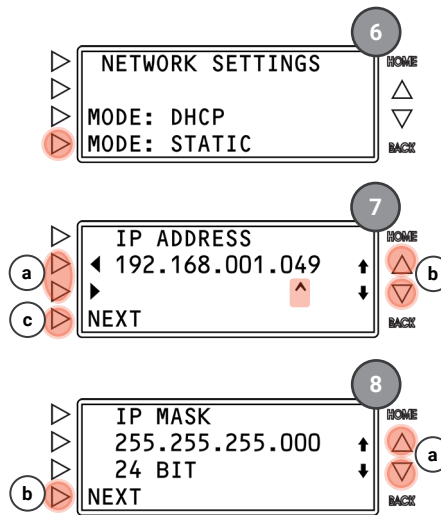 6
NETWORK SETTINGS
HOME
MODE: DHCP
MODE: STATIC
BACK
7
IP ADDRESS
HOME
a
192.168.001.049
b
^
c
NEXT
BACK
8
IP MASK
HOME
255.255.255.000
a
24 BIT
b
NEXT
BACK